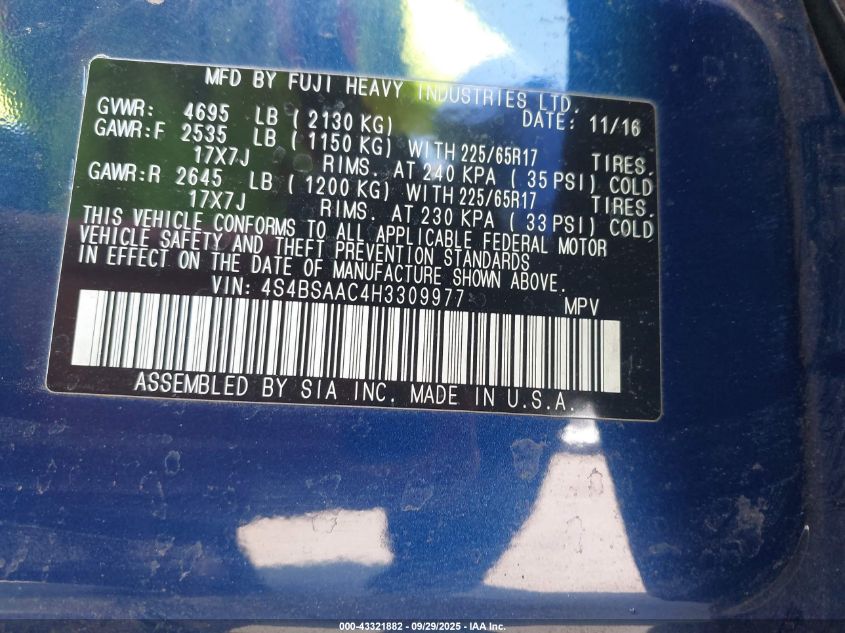 MFD BY FUJI HEAVY INDUSTRIES LTD.
GVWR: 4695 LB ( 2130 KG) DATE: 11/16
GAWR:F 2535 LB ( 1150 KG) WITH 225/65R17 TIRES.
17X7J RIMS. AT 240 KPA ( 35 PSI) COLD
GAWR:R 2645 LB ( 1200 KG) WITH 225/65R17 TIRES.
17X7J RIMS. AT 230 KPA ( 33 PSI) COLD
THIS VEHICLE CONFORMS TO ALL APPLICABLE FEDERAL MOTOR
VEHICLE SAFETY AND THEFT PREVENTION STANDARDS
IN EFFECT ON THE DATE OF MANUFACTURE SHOWN ABOVE.
VIN: 4S4BSAAC4H3309977 MPV
ASSEMBLED BY SIA INC. MADE IN U.S.A.
000-43321882 - 09/29/2025 - IAA Inc.